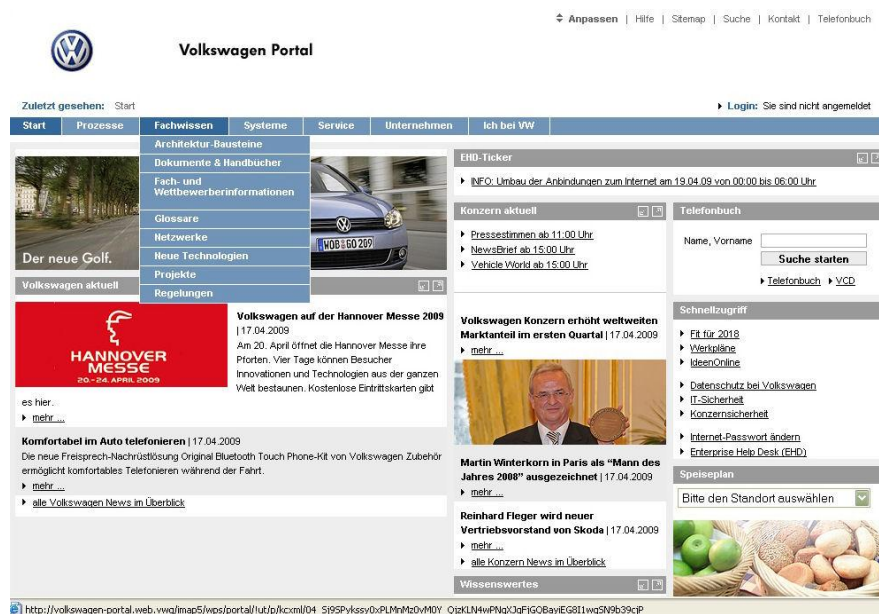 Anpassen | Hilfe | Sitemap | Suche | Kontakt | Telefonbuch
Volkswagen Portal
Zuletzt gesehen: Start
Login: Sie sind nicht angemeldet
Start Prozesse Fachwissen Systeme Service Unternehmen Ich bei VW
Architektur-Bausteine
Dokumente & Handbücher
Fach- und
Wettbewerberinformationen
Glossare
Netzwerke
Neue Technologien
Projekte
Regelungen
Der neue Golf.
WOB GO 209
Volkswagen aktuell
HANNOVER
MESSE
20.-24. APRIL 2009
Volkswagen auf der Hannover Messe 2009
| 17.04.2009
Am 20. April öffnet die Hannover Messe ihre
Pforten. Vier Tage können Besucher
Innovationen und Technologien aus der ganzen
Welt bestaunen. Kostenlose Eintrittskarten gibt
es hier.
mehr ...
Komfortabel im Auto telefonieren | 17.04.2009
Die neue Freisprech-Nachrüstlösung Original Bluetooth Touch Phone-Kit von Volkswagen Zubehör
ermöglicht komfortables Telefonieren während der Fahrt.
mehr ...
alle Volkswagen News im Überblick
EHD-Ticker
INFO: Umbau der Anbindungen zum Internet am 19.04.09 von 00:00 bis 06:00 Uhr
Konzern aktuell
Pressestimmen ab 11:00 Uhr
NewsBrief ab 15:00 Uhr
Vehicle World ab 15:00 Uhr
Volkswagen Konzern erhöht weltweiten
Marktanteil im ersten Quartal | 17.04.2009
mehr ...
Martin Winterkorn in Paris als “Mann des
Jahres 2008” ausgezeichnet | 17.04.2009
mehr ...
Reinhard Fleger wird neuer
Vertriebsvorstand von Skoda | 17.04.2009
mehr ...
alle Konzern News im Überblick
Wissenswertes
Telefonbuch
Name, Vorname
Suche starten
Telefonbuch VCD
Schnellzugriff
Fit für 2018
Werkpläne
IdeenOnline
Datenschutz bei Volkswagen
IT-Sicherheit
Konzernsicherheit
Internet-Passwort ändern
Enterprise Help Desk (EHD)
Speiseplan
Bitte den Standort auswählen